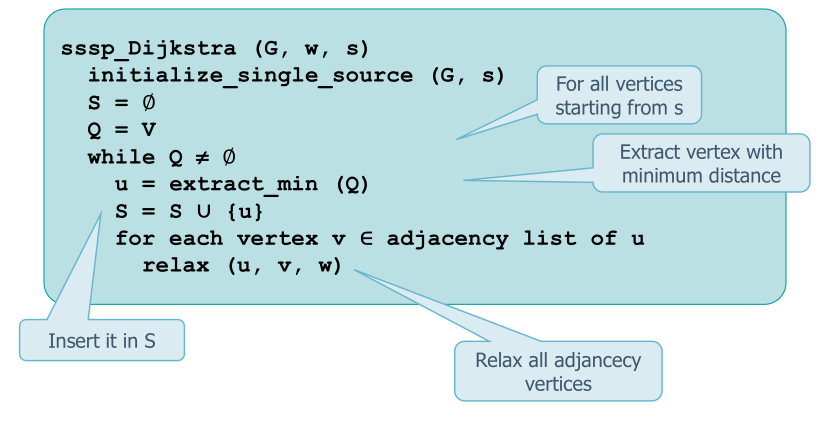 sssp_Dijkstra (G, w, s)
initialize_single_source (G, s)
S = Ø
Q = V
while Q ≠ Ø
u = extract_min (Q)
S = S ∪ {u}
for each vertex v ∈ adjacency list of u
relax (u, v, w)
For all vertices
starting from s
Extract vertex with
minimum distance
Insert it in S
Relax all adjancecy
vertices